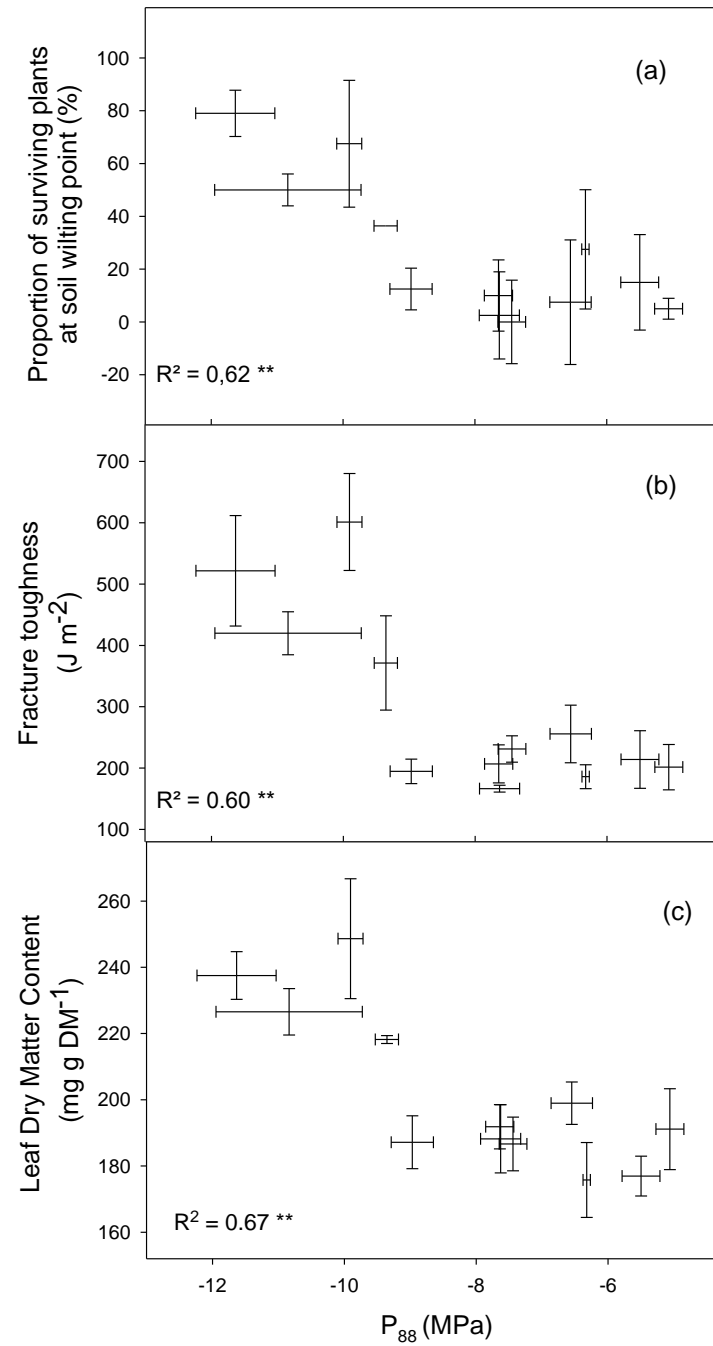 (a)
Proportion of surviving plants
at soil wilting point (%)
100
80
60
40
20
0
-20
R² = 0,62 **
(b)
Fracture toughness
(J m⁻²)
700
600
500
400
300
200
100
R² = 0.60 **
(c)
Leaf Dry Matter Content
(mg g DM⁻¹)
260
240
220
200
180
160
R² = 0.67 **
-12 -10 -8 -6
P₈₈ (MPa)